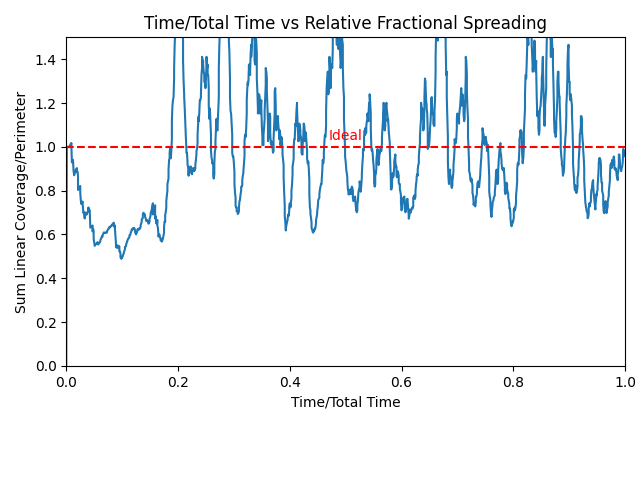 Time/Total Time vs Relative Fractional Spreading
Sum Linear Coverage/Perimeter
1.4
1.2
1.0
0.8
0.6
0.4
0.2
0.0
Ideal
0.0 0.2 0.4 0.6 0.8 1.0
Time/Total Time